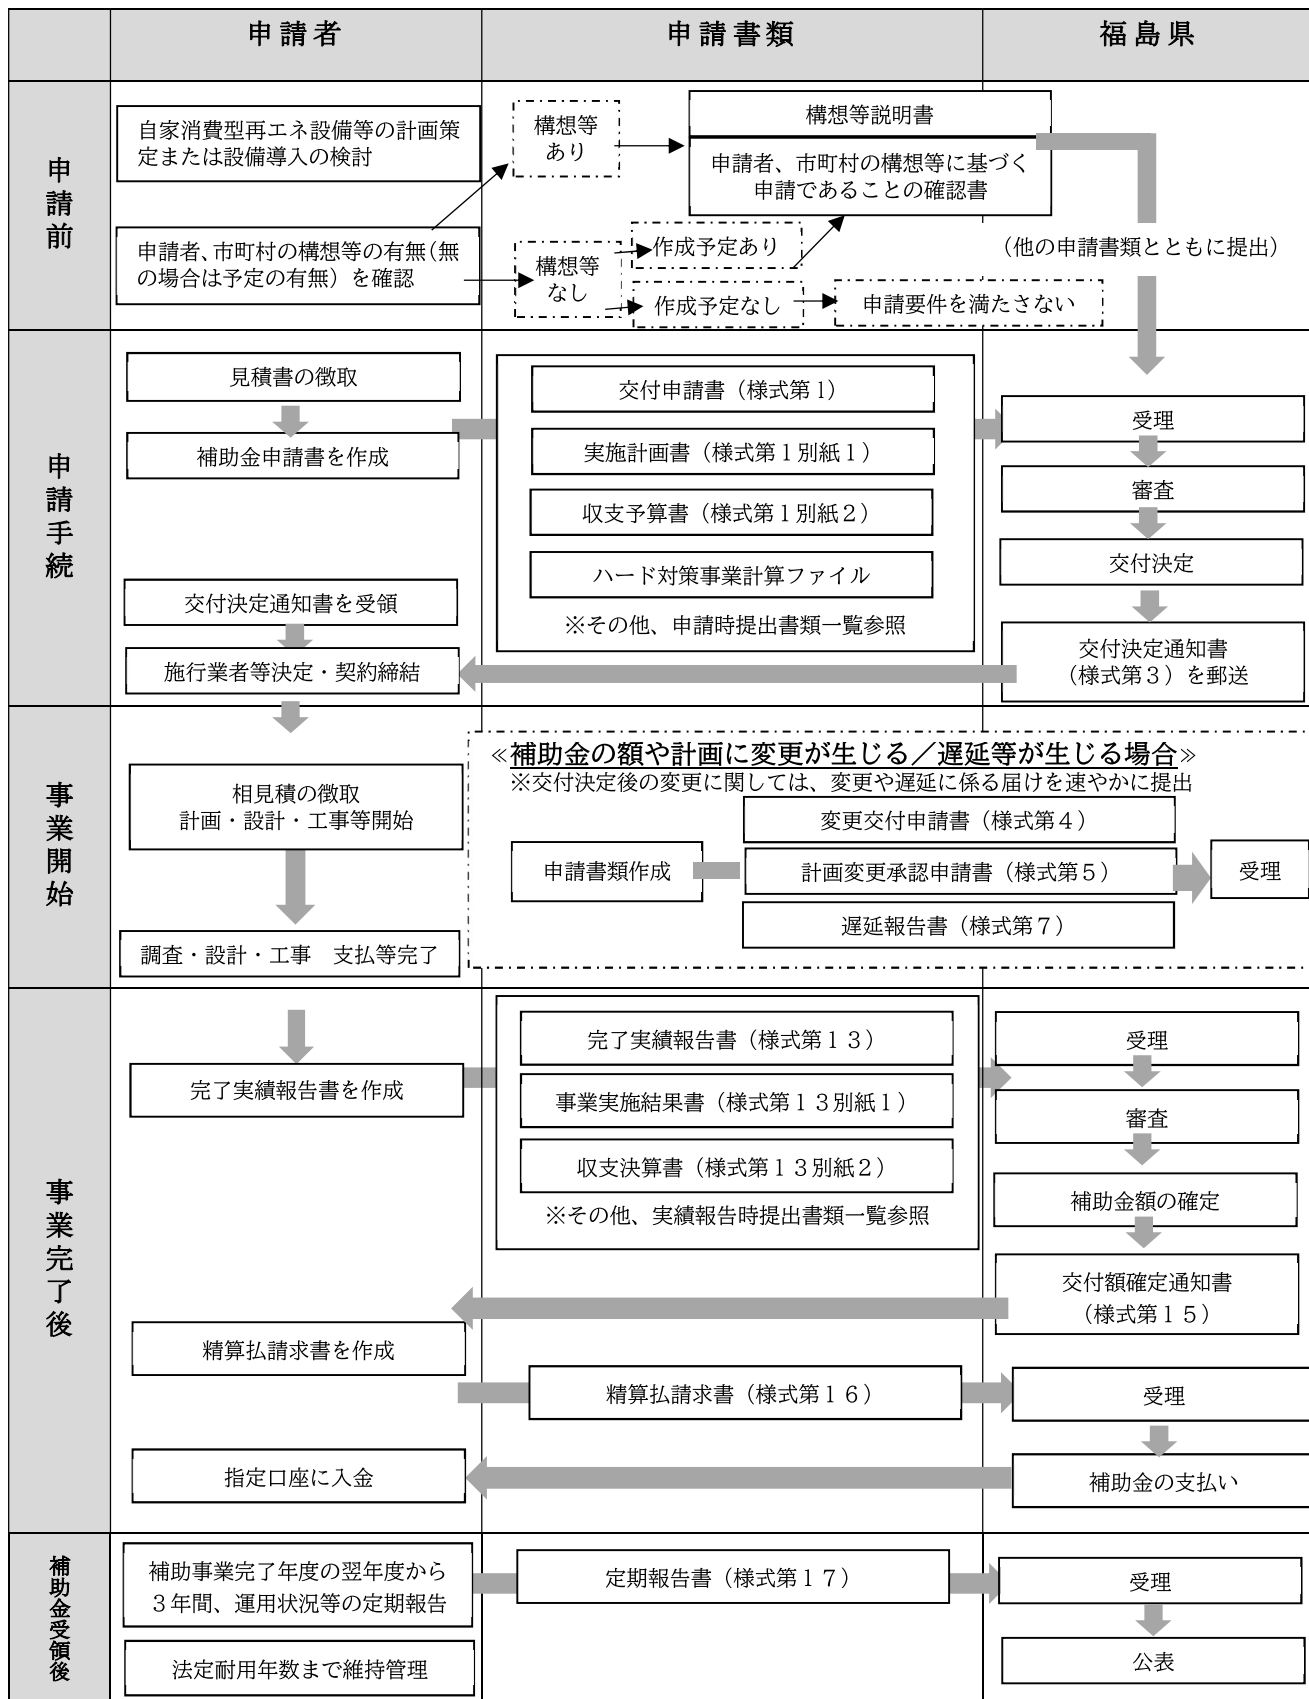 申請者
申請書類
福島県
申請前
自家消費型再エネ設備等の計画策
定または設備導入の検討
申請者、市町村の構想等の有無(無
の場合は予定の有無）を確認
構想等
あり
構想等説明書
申請者、市町村の構想等に基づく
申請であることの確認書
構想等
なし
作成予定あり
作成予定なし
申請要件を満たさない
（他の申請書類とともに提出）
申請手続
見積書の徴取
補助金申請書を作成
交付決定通知書を受領
施行業者等決定・契約締結
交付申請書（様式第１）
実施計画書（様式第１別紙１）
収支予算書（様式第１別紙２）
ハード対策事業計算ファイル
※その他、申請時提出書類一覧参照
受理
審査
交付決定
交付決定通知書
（様式第３）を郵送
事業開始
相見積の徴取
計画・設計・工事等開始
調査・設計・工事　支払等完了
≪補助金の額や計画に変更が生じる／遅延等が生じる場合≫
※交付決定後の変更に関しては、変更や遅延に係る届けを速やかに提出
申請書類作成
変更交付申請書（様式第４）
計画変更承認申請書（様式第５）
遅延報告書（様式第７）
受理
事業完了後
完了実績報告書を作成
精算払請求書を作成
指定口座に入金
完了実績報告書（様式第１３）
事業実施結果書（様式第１３別紙１）
収支決算書（様式第１３別紙２）
※その他、実績報告時提出書類一覧参照
精算払請求書（様式第１６）
受理
審査
補助金額の確定
交付額確定通知書
（様式第１５）
受理
補助金の支払い
補助金受領後
補助事業完了年度の翌年度から
３年間、運用状況等の定期報告
法定耐用年数まで維持管理
定期報告書（様式第１７）
受理
公表